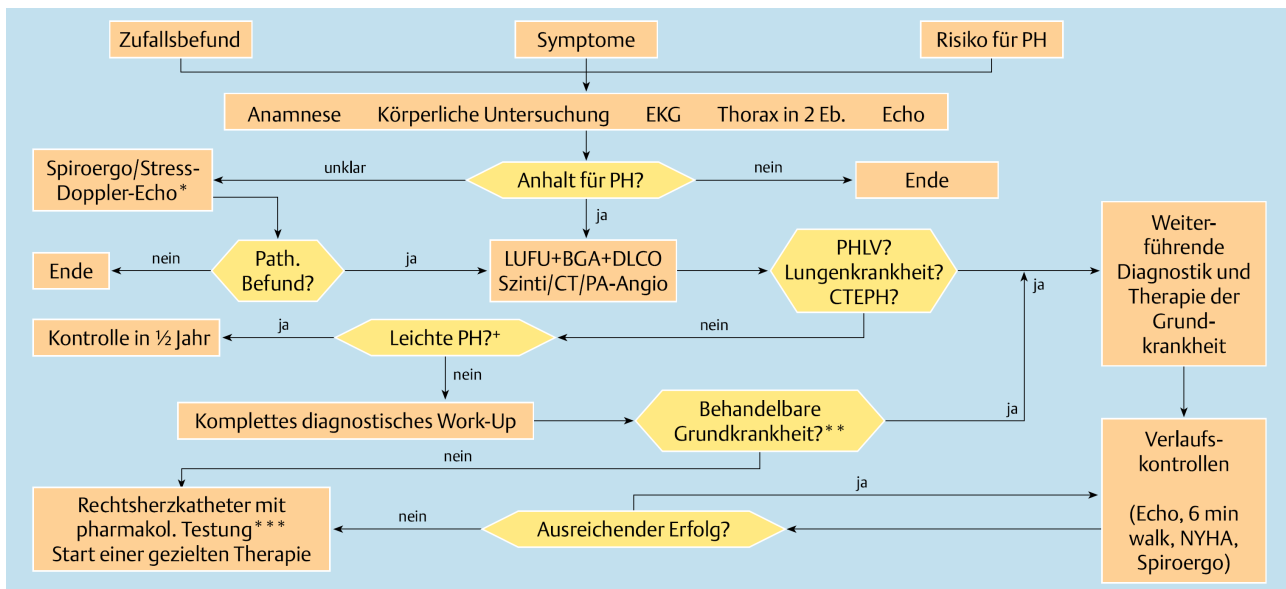 Zufallsbefund
Symptome
Risiko für PH
Anamnese Körperliche Untersuchung EKG Thorax in 2 Eb. Echo
Spiroergo/Stress-
Doppler-Echo*
unklar
Anhalt für PH?
nein
Ende
ja
Ende
nein
Path.
Befund?
ja
LUFU+BGA+DLCO
Szinti/CT/PA-Angio
PHLV?
Lungenkrankheit?
CTEPH?
ja
Weiter-
führende
Diagnostik und
Therapie der
Grund-
krankheit
Kontrolle in ½ Jahr
ja
Leichte PH?+
nein
nein
Komplettes diagnostisches Work-Up
Behandelbare
Grundkrankheit?**
ja
nein
Verlaufs-
kontrollen
(Echo, 6 min
walk, NYHA,
Spiroergo)
Rechtsherzkatheter mit
pharmakol. Testung***
Start einer gezielten Therapie
nein
Ausreichender Erfolg?
ja